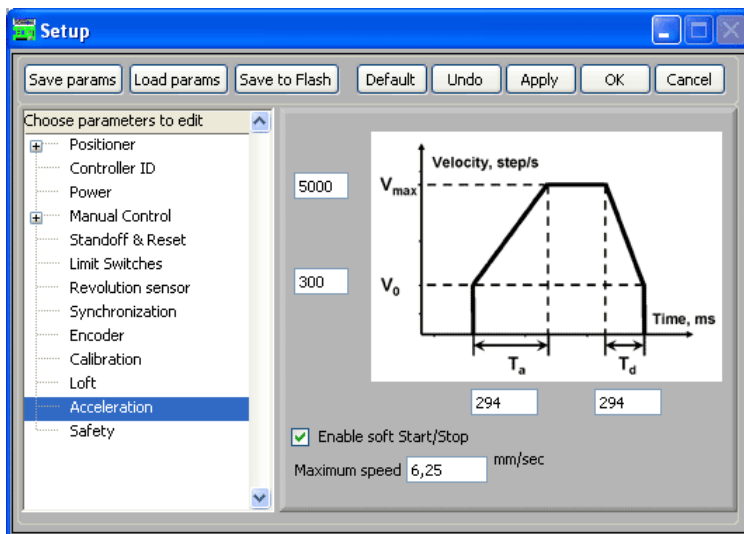 Setup
Save params Load params Save to Flash Default Undo Apply OK Cancel
Choose parameters to edit
Positioner
Controller ID
Power
Manual Control
Standoff & Reset
Limit Switches
Revolution sensor
Synchronization
Encoder
Calibration
Loft
Acceleration
Safety
Velocity, step/s
5000 Vmax
300 V0
Time, ms
Ta Td
294 294
Enable soft Start/Stop
Maximum speed 6,25 mm/sec